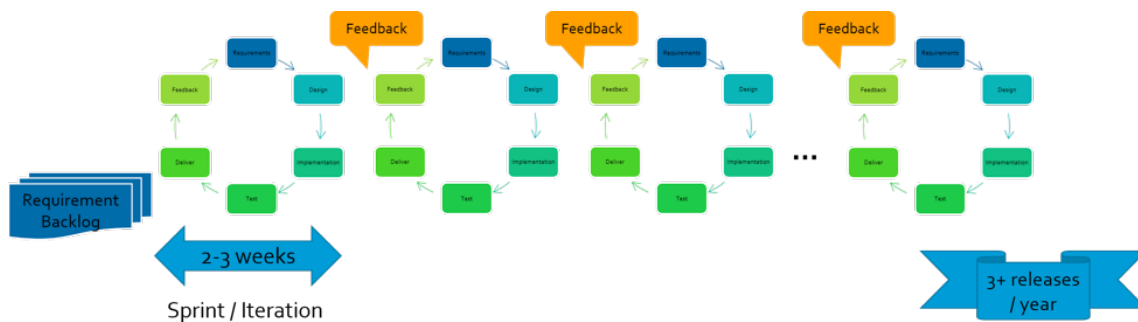 Feedback
Feedback
Feedback
Requirements
Design
Implementation
Test
Deliver
Feedback
Requirements
Design
Implementation
Test
Deliver
Feedback
Requirements
Design
Implementation
Test
Deliver
Feedback
...
Requirements
Design
Implementation
Test
Deliver
Feedback
Requirement
Backlog
2-3 weeks
Sprint / Iteration
3+ releases
/ year